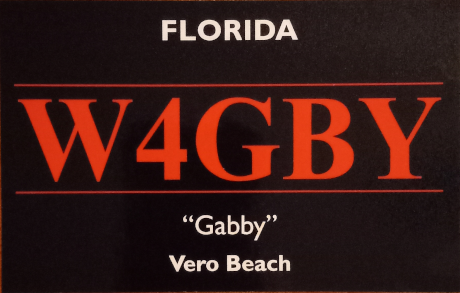 FLORIDA
W4GBY
“Gabby”
Vero Beach